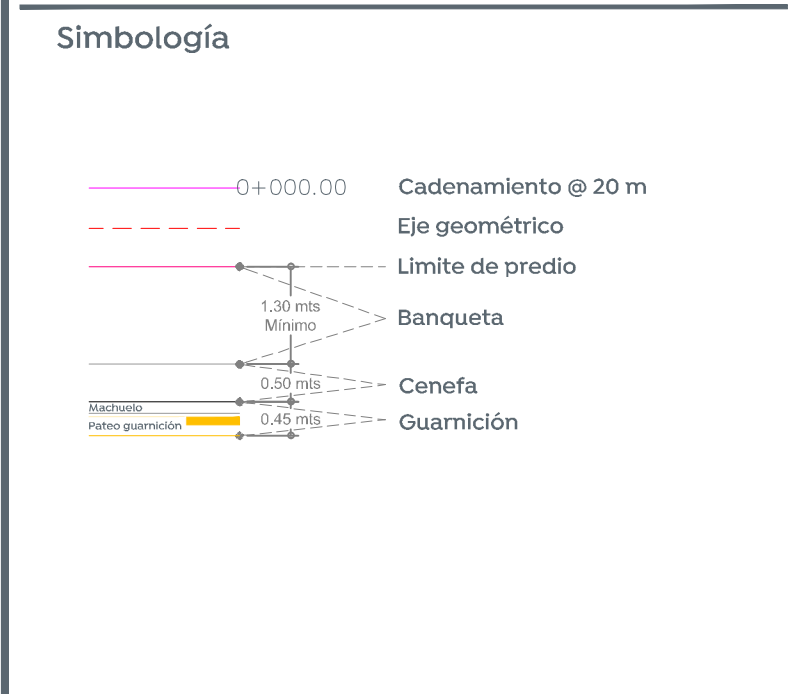 Simbología
0+000.00 Cadenamiento @ 20 m
Eje geométrico
Limite de predio
1.30 mts
Mínimo
Banqueta
0.50 mts Cenefa
Machuelo
Pateo guarnición 0.45 mts Guarnición